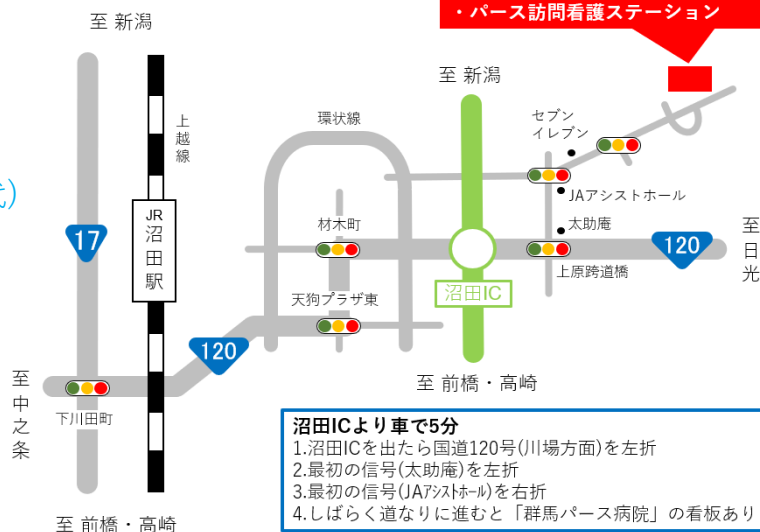 ・パース訪問看護ステーション
至 新潟
至 新潟
上越線
環状線
セブン
イレブン
JAアシストホール
太助庵
至日光
17
JR
沼田駅
材木町
120
上原跨道橋
沼田IC
天狗プラザ東
120
至中之条
下川田町
至 前橋・高崎
至 前橋・高崎
沼田ICより車で5分
1.沼田ICを出たら国道120号(川場方面)を左折
2.最初の信号(太助庵)を左折
3.最初の信号(JAアシストホール)を右折
4.しばらく道なりに進むと「群馬パース病院」の看板あり